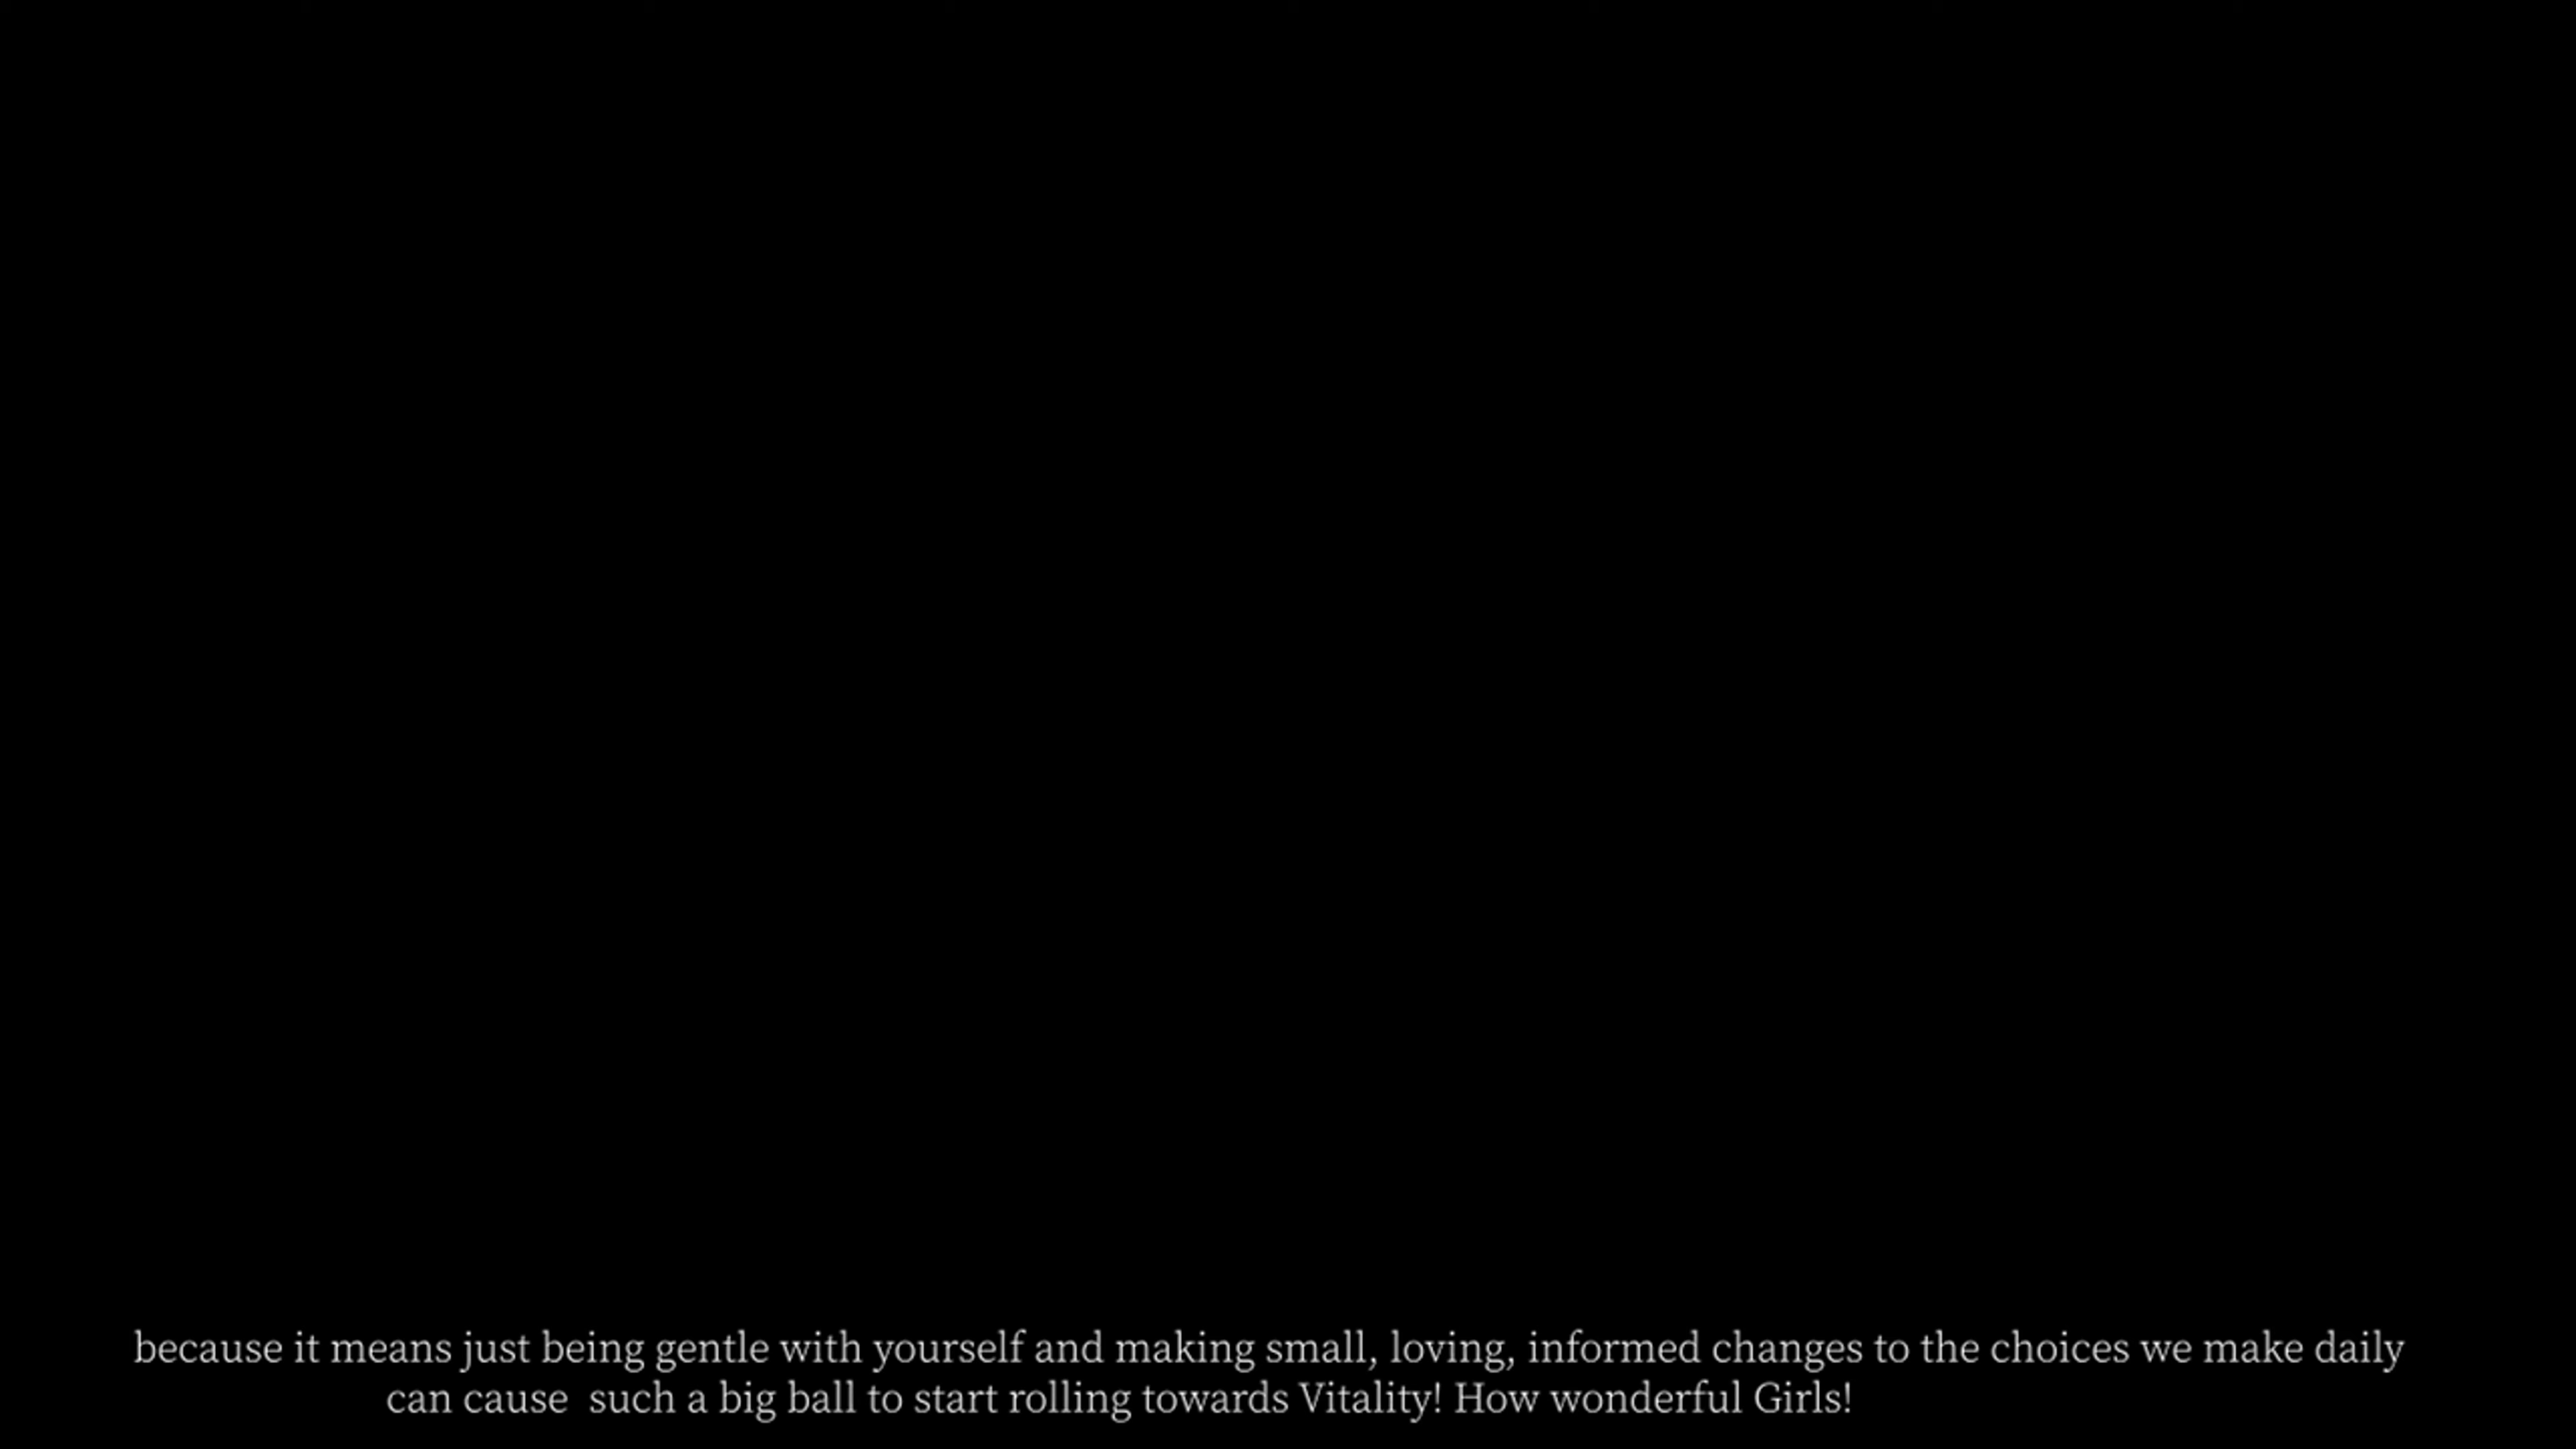 because it means just being gentle with yourself and making small, loving, informed changes to the choices we make daily
can cause  such a big ball to start rolling towards Vitality! How wonderful Girls!